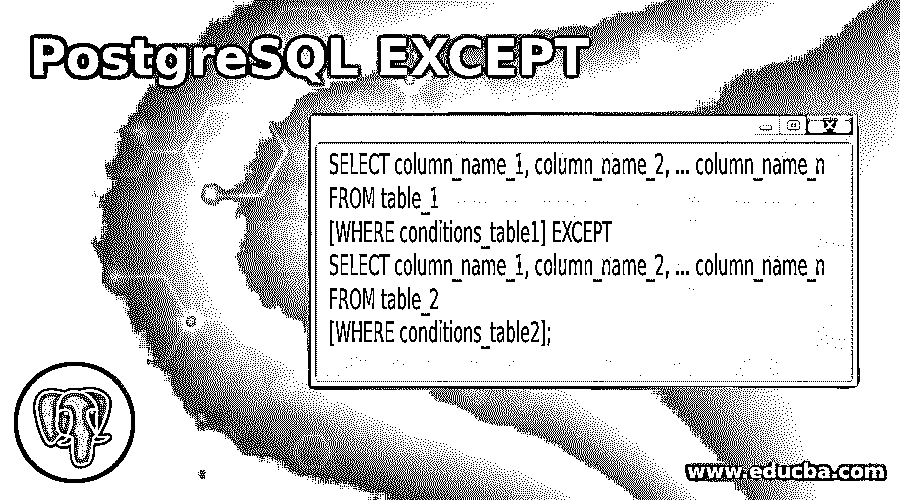 PostgreSQL EXCEPT
SELECT column_name_1, column_name_2, ... column_name_n
FROM table_1
[WHERE conditions_table1] EXCEPT
SELECT column_name_1, column_name_2, ... column_name_n
FROM table_2
[WHERE conditions_table2];
www.educba.com